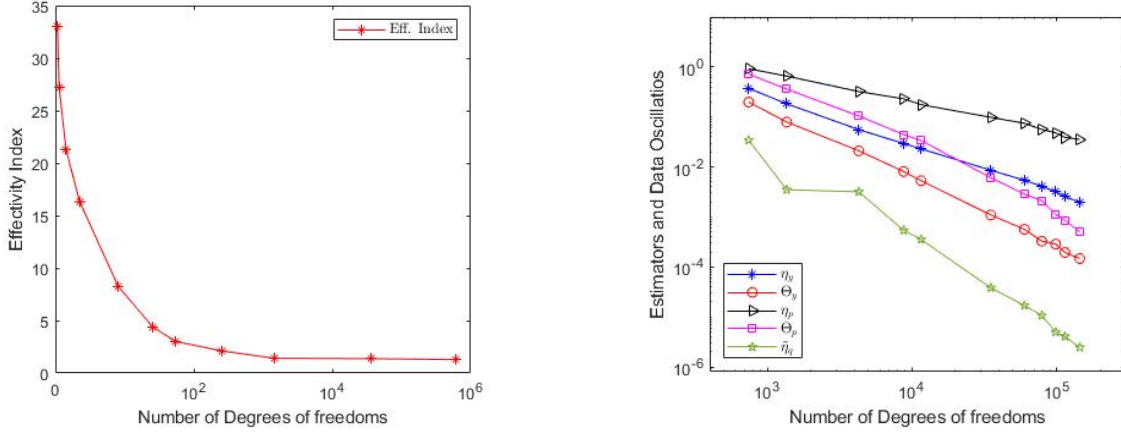 35
30
25
20
15
10
5
0
Effectivity Index
Eff. Index
0
10^2
10^4
10^6
Number of Degrees of freedoms
10^0
10^-2
10^-4
10^-6
Estimators and Data Oscillatios
η_y
Θ_y
η_p
Θ_p
η̃_q
10^3
10^4
10^5
Number of Degrees of freedoms